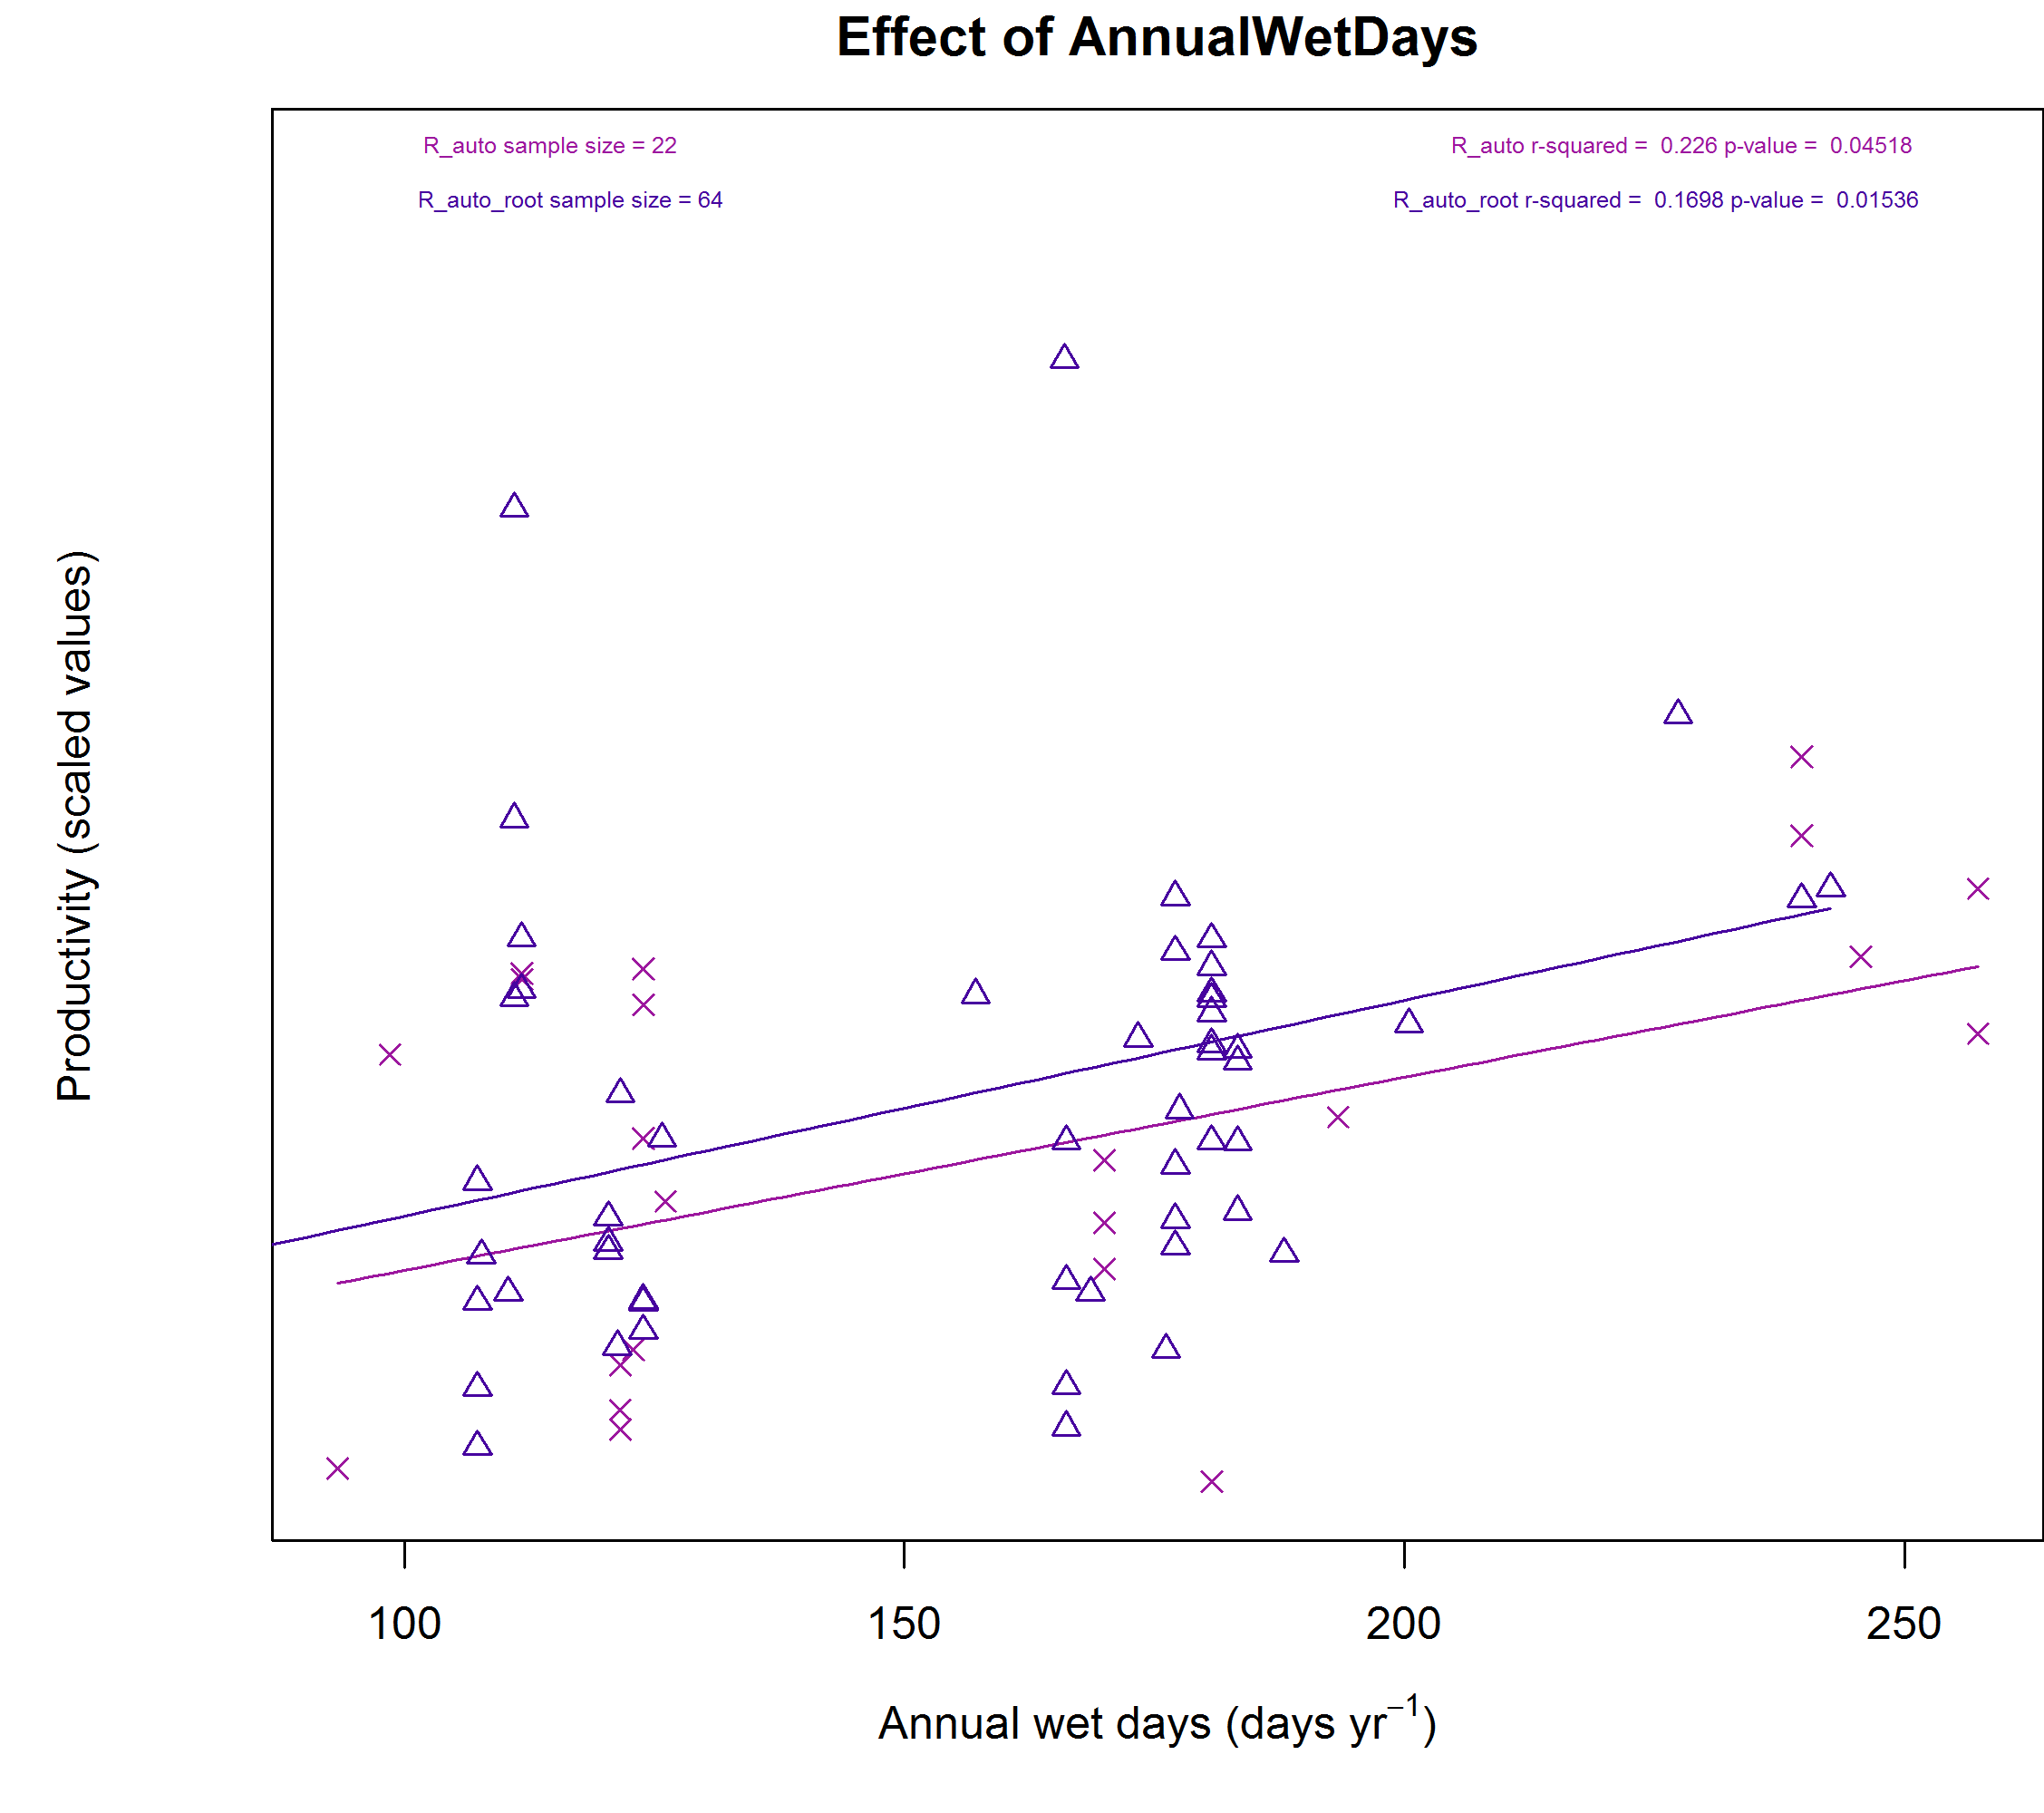 Effect of AnnualWetDays
R_auto sample size = 22
R_auto r-squared =  0.226 p-value =  0.04518
R_auto_root sample size = 64
R_auto_root r-squared =  0.1698 p-value =  0.01536
Productivity (scaled values)
100
150
200
250
Annual wet days (days yr⁻¹)